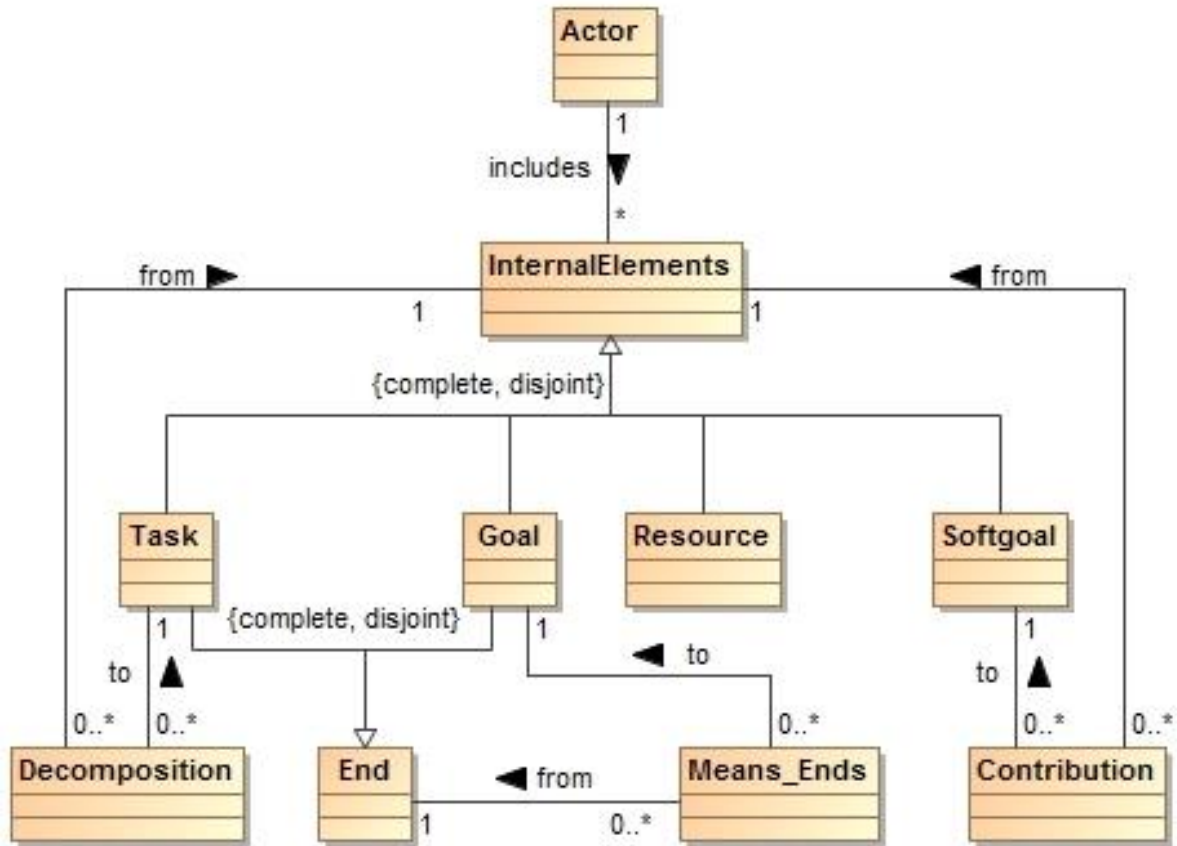 Actor
1
includes
*
InternalElements
from
from
1
1
{complete, disjoint}
Task
Goal
Resource
Softgoal
{complete, disjoint}
1
1
1
to
to
to
0..*
0..*
0..*
0..*
0..*
Decomposition
End
from
Means_Ends
Contribution
1
0..*